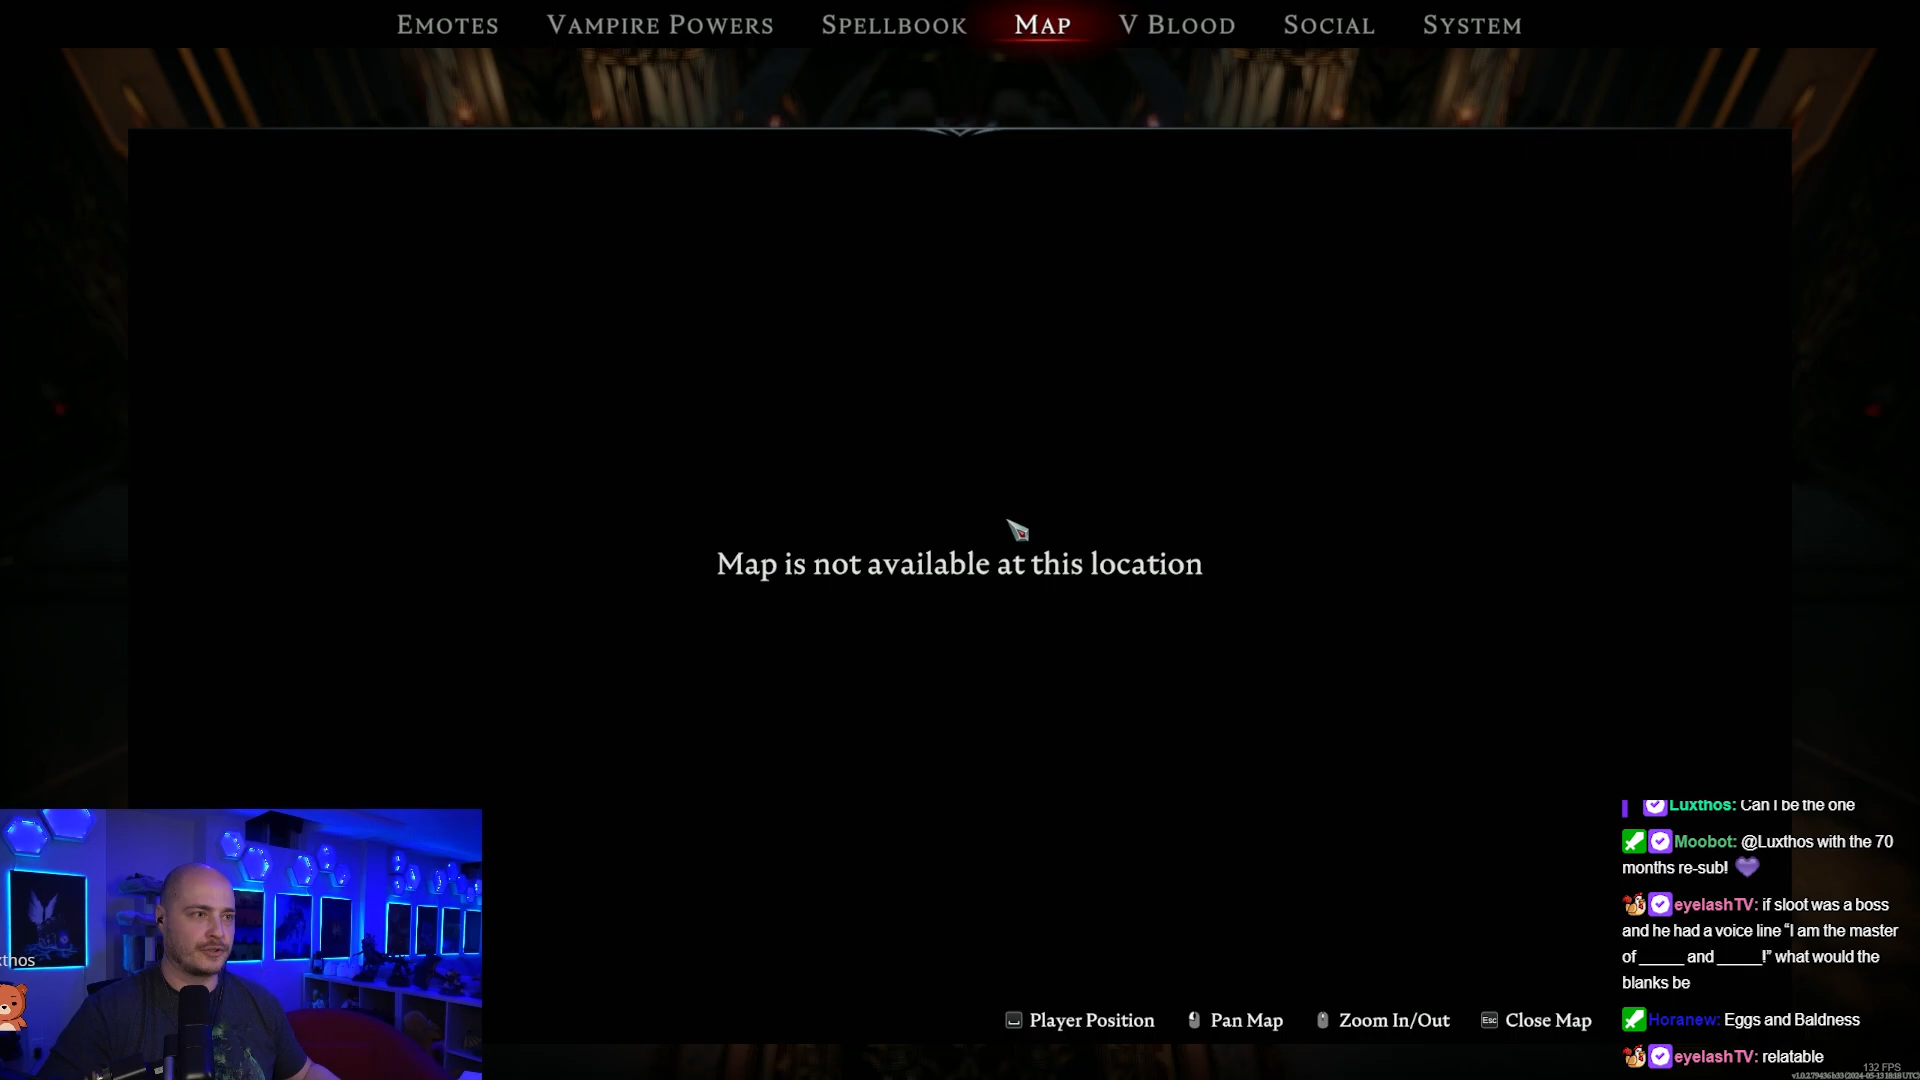 Emotes Vampire Powers Spellbook Map V Blood Social System
Map is not available at this location
Player Position Pan Map Zoom In/Out Esc Close Map
thos
Luxthos: Can I be the one
Moobot: @Luxthos with the 70
months re-sub!
eyelashTV: if sloot was a boss
and he had a voice line “I am the master
of _____ and _____!” what would the
blanks be
Horanew: Eggs and Baldness
eyelashTV: relatable
132 FPS